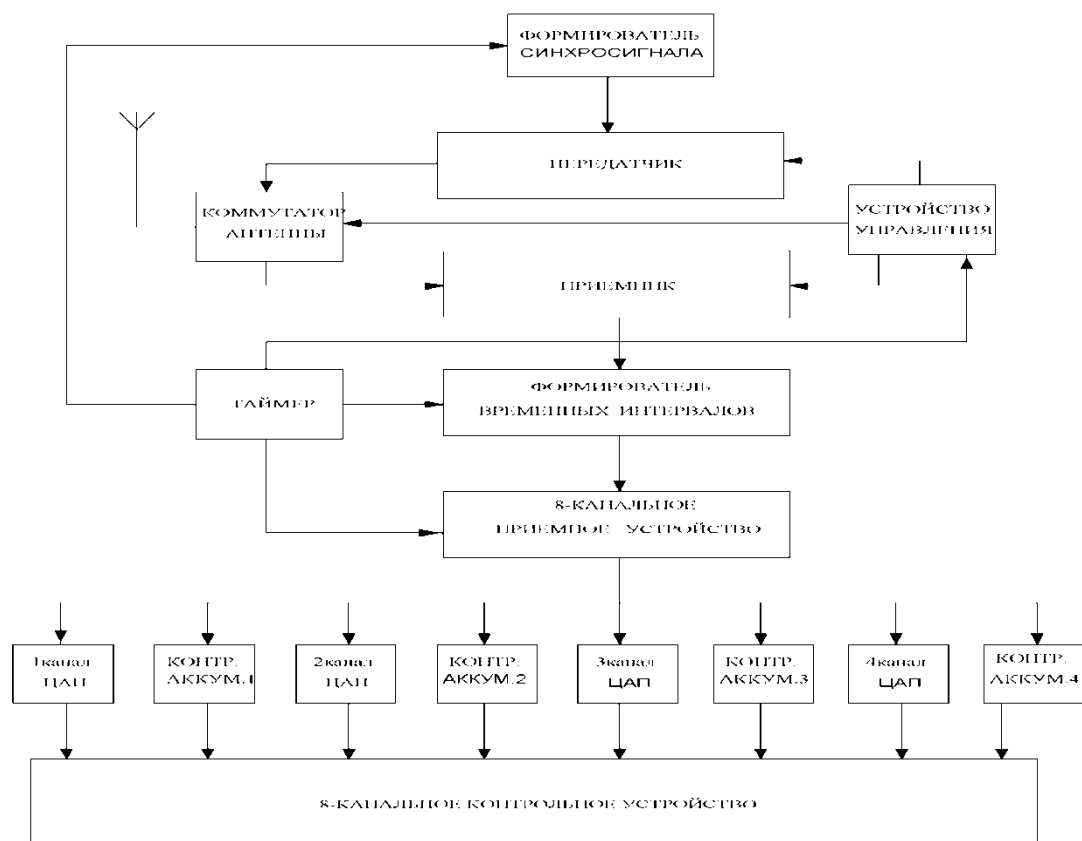 ФОРМИРОВАТЕЛЬ
СИНХРОСИГНАЛА
ПЕРЕДАТЧИК
КОММУТАТОР
АНТЕННЫ
УСТРОЙСТВО
УПРАВЛЕНИЯ
ПРИЕМНИК
ТАЙМЕР
ФОРМИРОВАТЕЛЬ
ВРЕМЕННЫХ ИНТЕРВАЛОВ
8-КАНАЛЬНОЕ
ПРИЕМНОЕ УСТРОЙСТВО
1канал
ЦАП
КОНТР.
АККУМ.1
2канал
ЦАП
КОНТР.
АККУМ.2
3канал
ЦАП
КОНТР.
АККУМ.3
4канал
ЦАП
КОНТР.
АККУМ.4
8-КАНАЛЬНОЕ КОНТРОЛЬНОЕ УСТРОЙСТВО